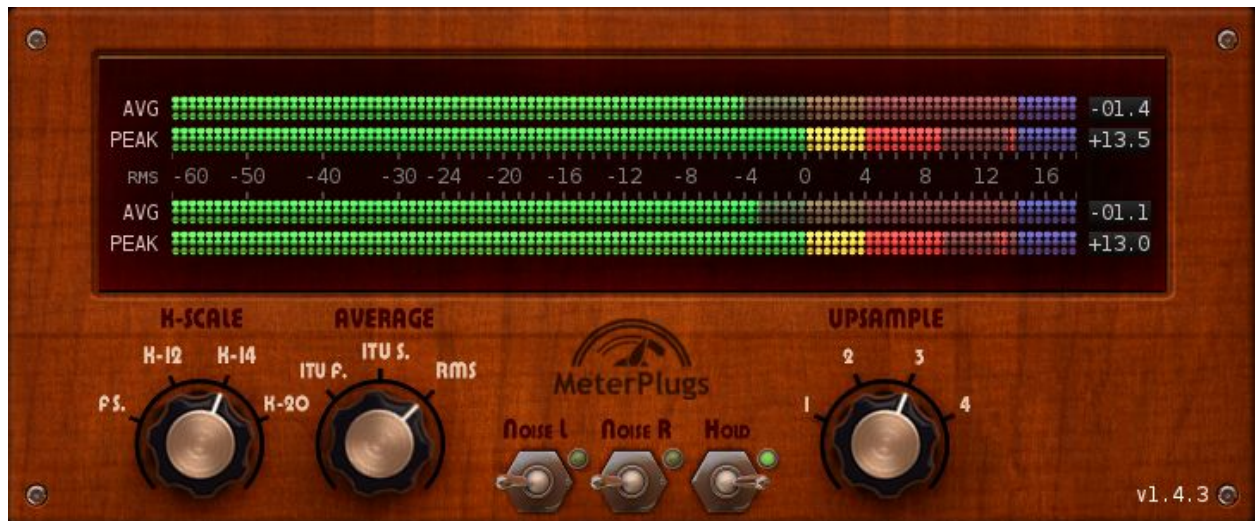 AVG -01.4
PEAK +13.5
RMS -60 -50 -40 -30 -24 -20 -16 -12 -8 -4 0 4 8 12 16
AVG -01.1
PEAK +13.0
K-SCALE AVERAGE UPSAMPLE
FS. K-12 K-14 K-20
ITU F. ITU S. RMS
1 2 3 4
MeterPlugs
NOISE L NOISE R HOLD
v1.4.3